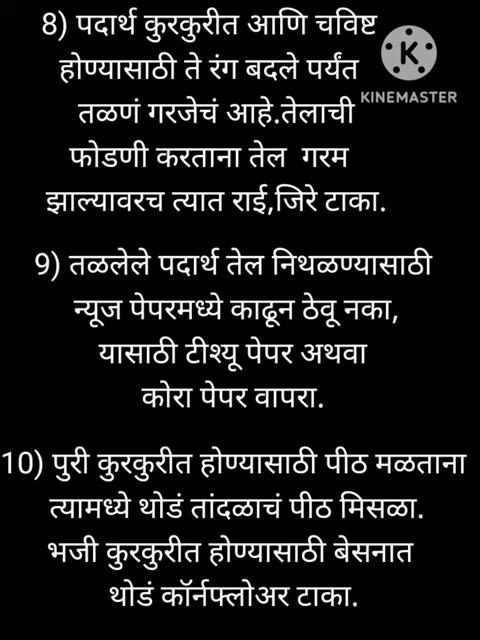 8) पदार्थ कुरकुरीत आणि चविष्ट
होण्यासाठी ते रंग बदले पर्यंत
तळणं गरजेचं आहे.तेलाची
फोडणी करताना तेल गरम
झाल्यावरच त्यात राई,जिरे टाका.
K
KINEMASTER
9) तळलेले पदार्थ तेल निथळण्यासाठी
न्यूज पेपरमध्ये काढून ठेवू नका,
यासाठी टीश्यू पेपर अथवा
कोरा पेपर वापरा.
10) पुरी कुरकुरीत होण्यासाठी पीठ मळताना
त्यामध्ये थोडं तांदळाचं पीठ मिसळा.
भजी कुरकुरीत होण्यासाठी बेसनात
थोडं कॉर्नफ्लोअर टाका.